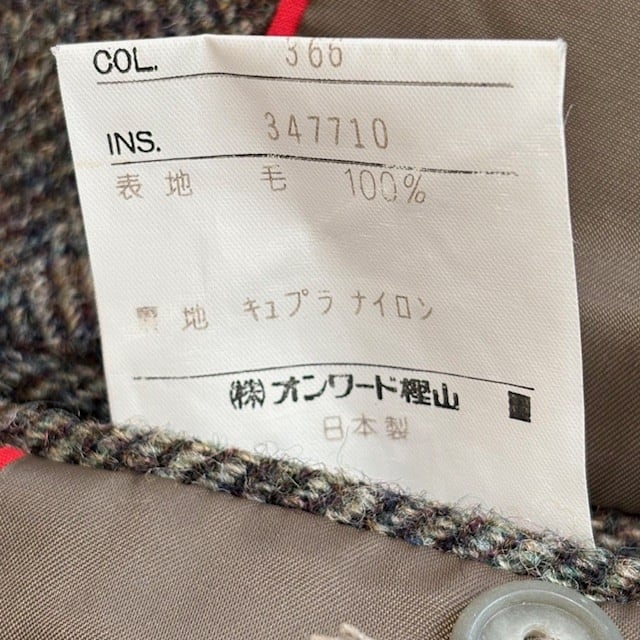 COL. 366
INS. 347710
表地 毛 100%
裏地 キュプラ ナイロン
(株)オンワード樫山
日本製